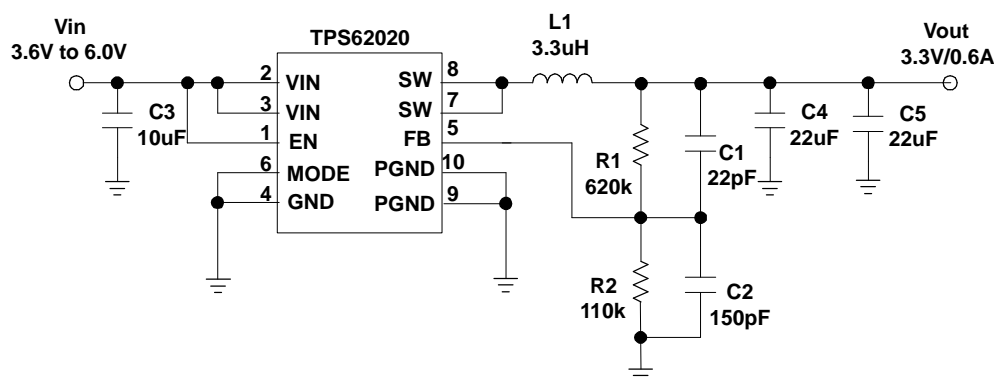 Vin
3.6V to 6.0V
TPS62020
L1
3.3uH
Vout
3.3V/0.6A
2 VIN
SW 8
3 VIN
SW 7
1 EN
FB 5
6 MODE
PGND 10
4 GND
PGND 9
C3
10uF
R1
620k
C1
22pF
C4
22uF
C5
22uF
R2
110k
C2
150pF